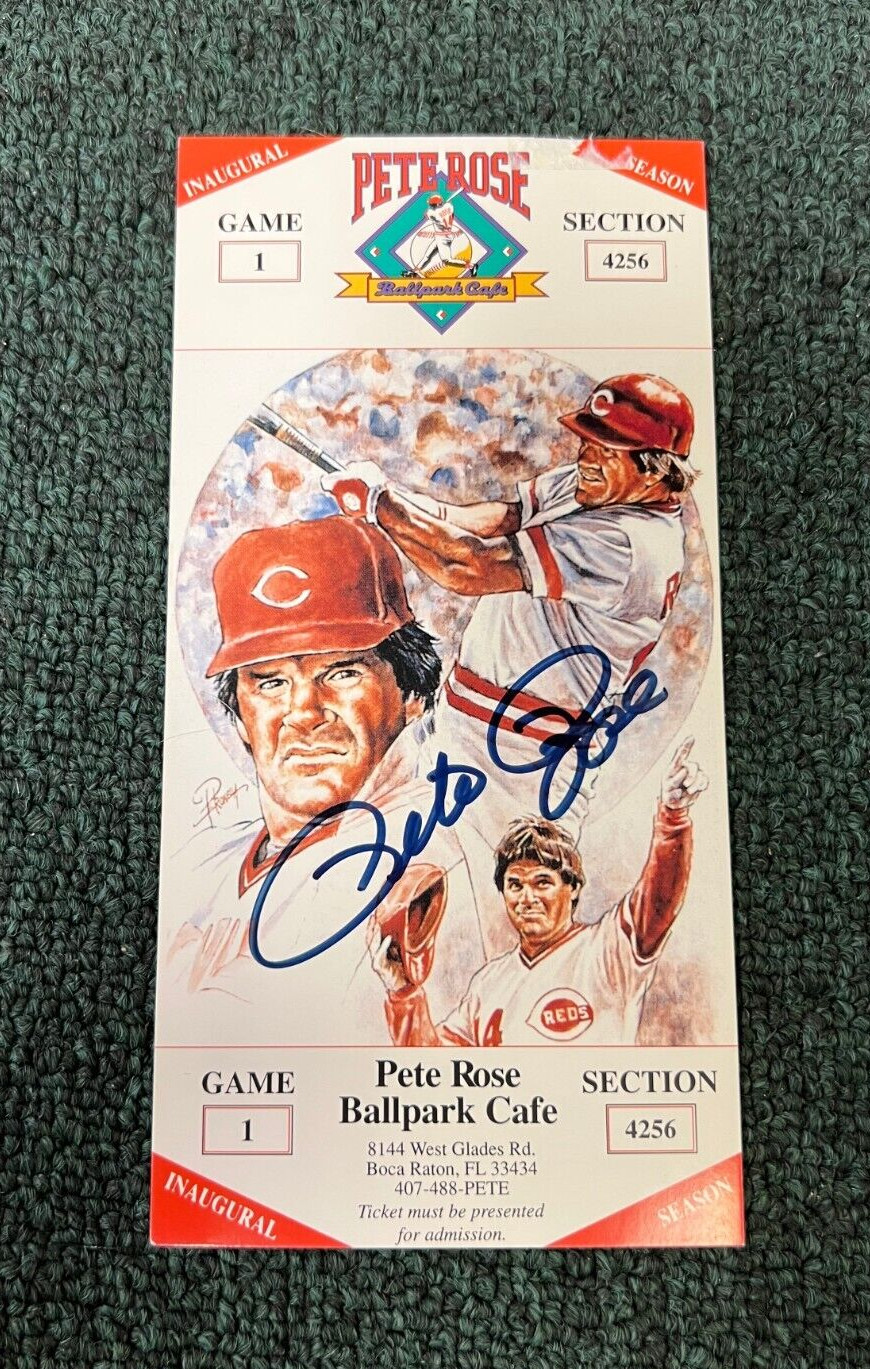 INAUGURAL
SEASON
PETE ROSE
Ballpark Cafe
GAME
1
SECTION
4256
C
C
R
Pete Rose
REDS
4
GAME
1
Pete Rose
Ballpark Cafe
8144 West Glades Rd.
Boca Raton, FL 33434
407-488-PETE
Ticket must be presented
for admission.
SECTION
4256
INAUGURAL
SEASON